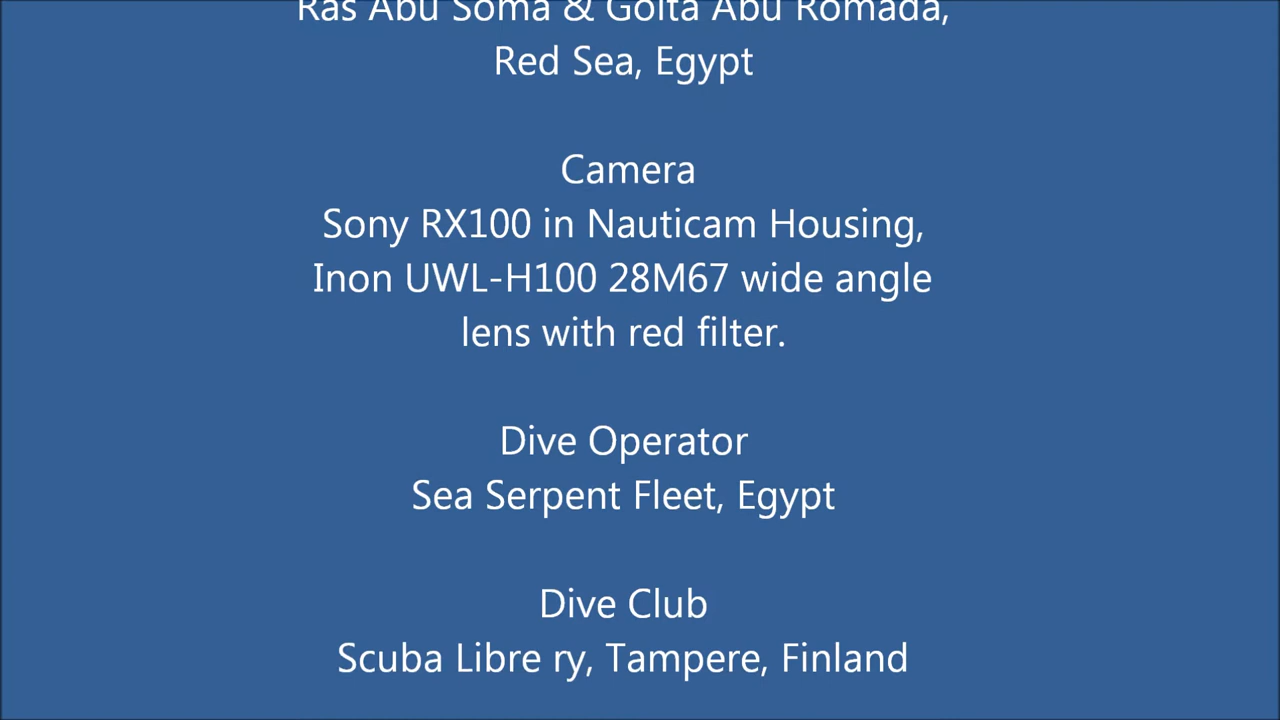 Ras Abu Soma & Golta Abu Romada,
Red Sea, Egypt
Camera
Sony RX100 in Nauticam Housing,
Inon UWL-H100 28M67 wide angle
lens with red filter.
Dive Operator
Sea Serpent Fleet, Egypt
Dive Club
Scuba Libre ry, Tampere, Finland